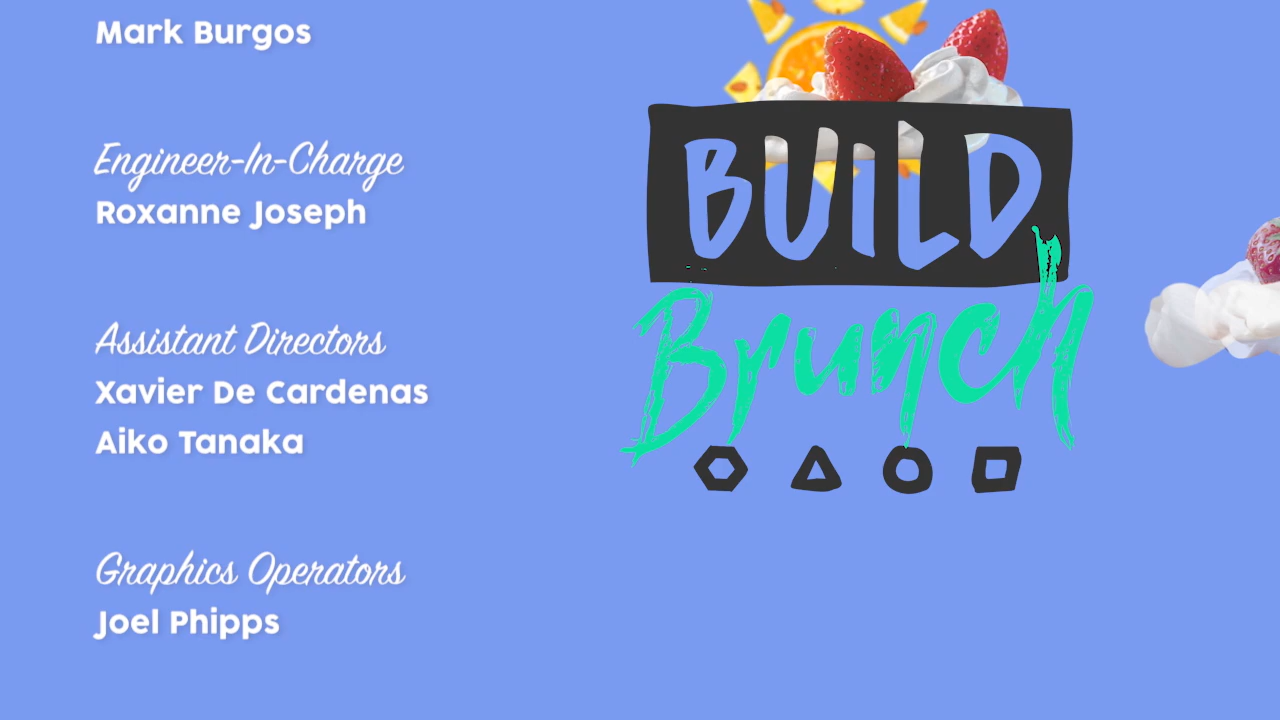 Mark Burgos
Engineer-In-Charge
Roxanne Joseph
Assistant Directors
Xavier De Cardenas
Aiko Tanaka
Graphics Operators
Joel Phipps
BUILD
Brunch